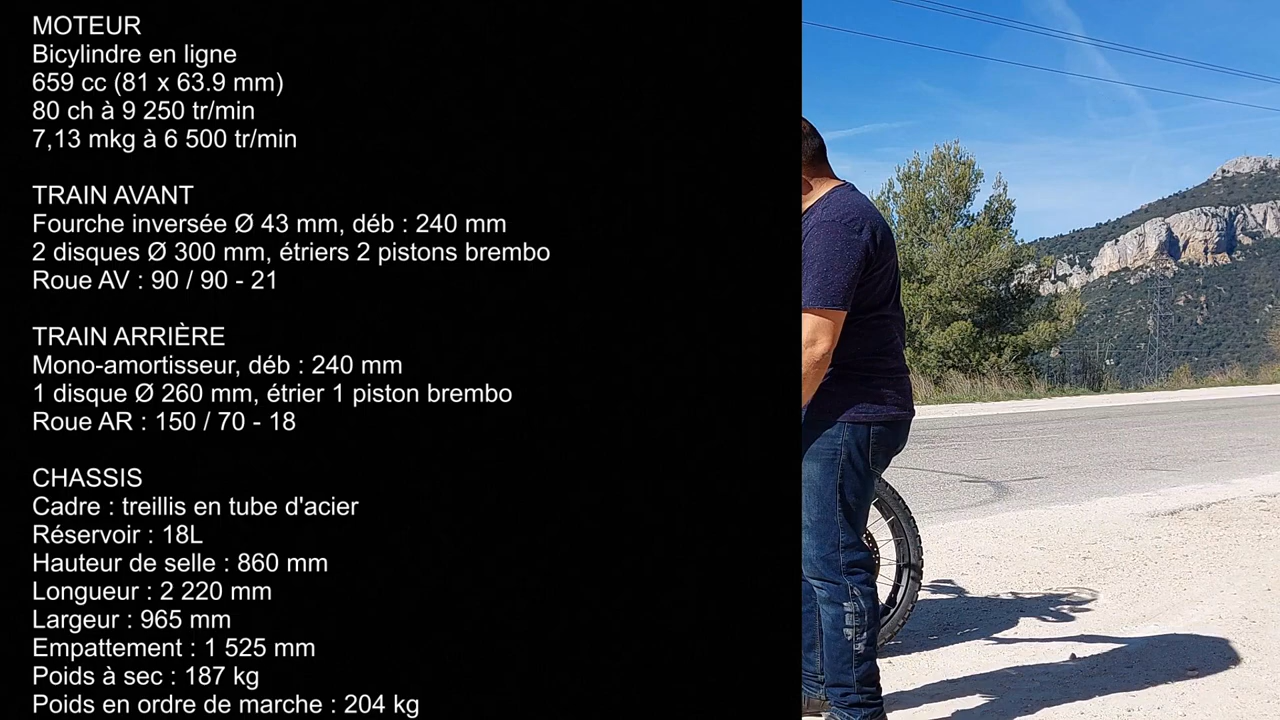 MOTEUR
Bicylindre en ligne
659 cc (81 x 63.9 mm)
80 ch à 9 250 tr/min
7,13 mkg à 6 500 tr/min
TRAIN AVANT
Fourche inversée Ø 43 mm, déb : 240 mm
2 disques Ø 300 mm, étriers 2 pistons brembo
Roue AV : 90 / 90 - 21
TRAIN ARRIÈRE
Mono-amortisseur, déb : 240 mm
1 disque Ø 260 mm, étrier 1 piston brembo
Roue AR : 150 / 70 - 18
CHASSIS
Cadre : treillis en tube d'acier
Réservoir : 18L
Hauteur de selle : 860 mm
Longueur : 2 220 mm
Largeur : 965 mm
Empattement : 1 525 mm
Poids à sec : 187 kg
Poids en ordre de marche : 204 kg